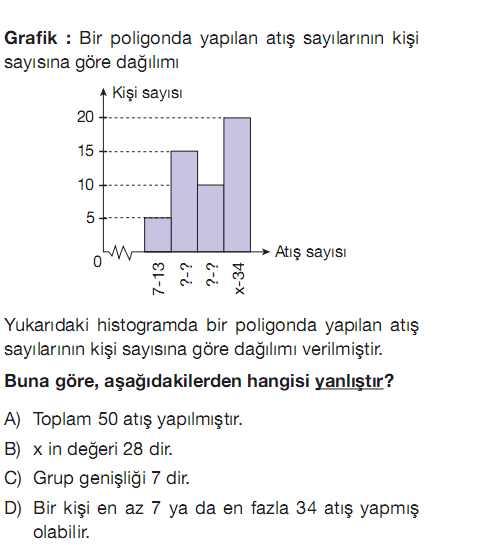 Grafik : Bir poligonda yapılan atış sayılarının kişi
sayısına göre dağılımı
Kişi sayısı
20
15
10
5
0
Atış sayısı
7-13
?-?
?-?
x-34
Yukarıdaki histogramda bir poligonda yapılan atış
sayılarının kişi sayısına göre dağılımı verilmiştir.
Buna göre, aşağıdakilerden hangisi yanlıştır?
A) Toplam 50 atış yapılmıştır.
B) x in değeri 28 dir.
C) Grup genişliği 7 dir.
D) Bir kişi en az 7 ya da en fazla 34 atış yapmış
olabilir.